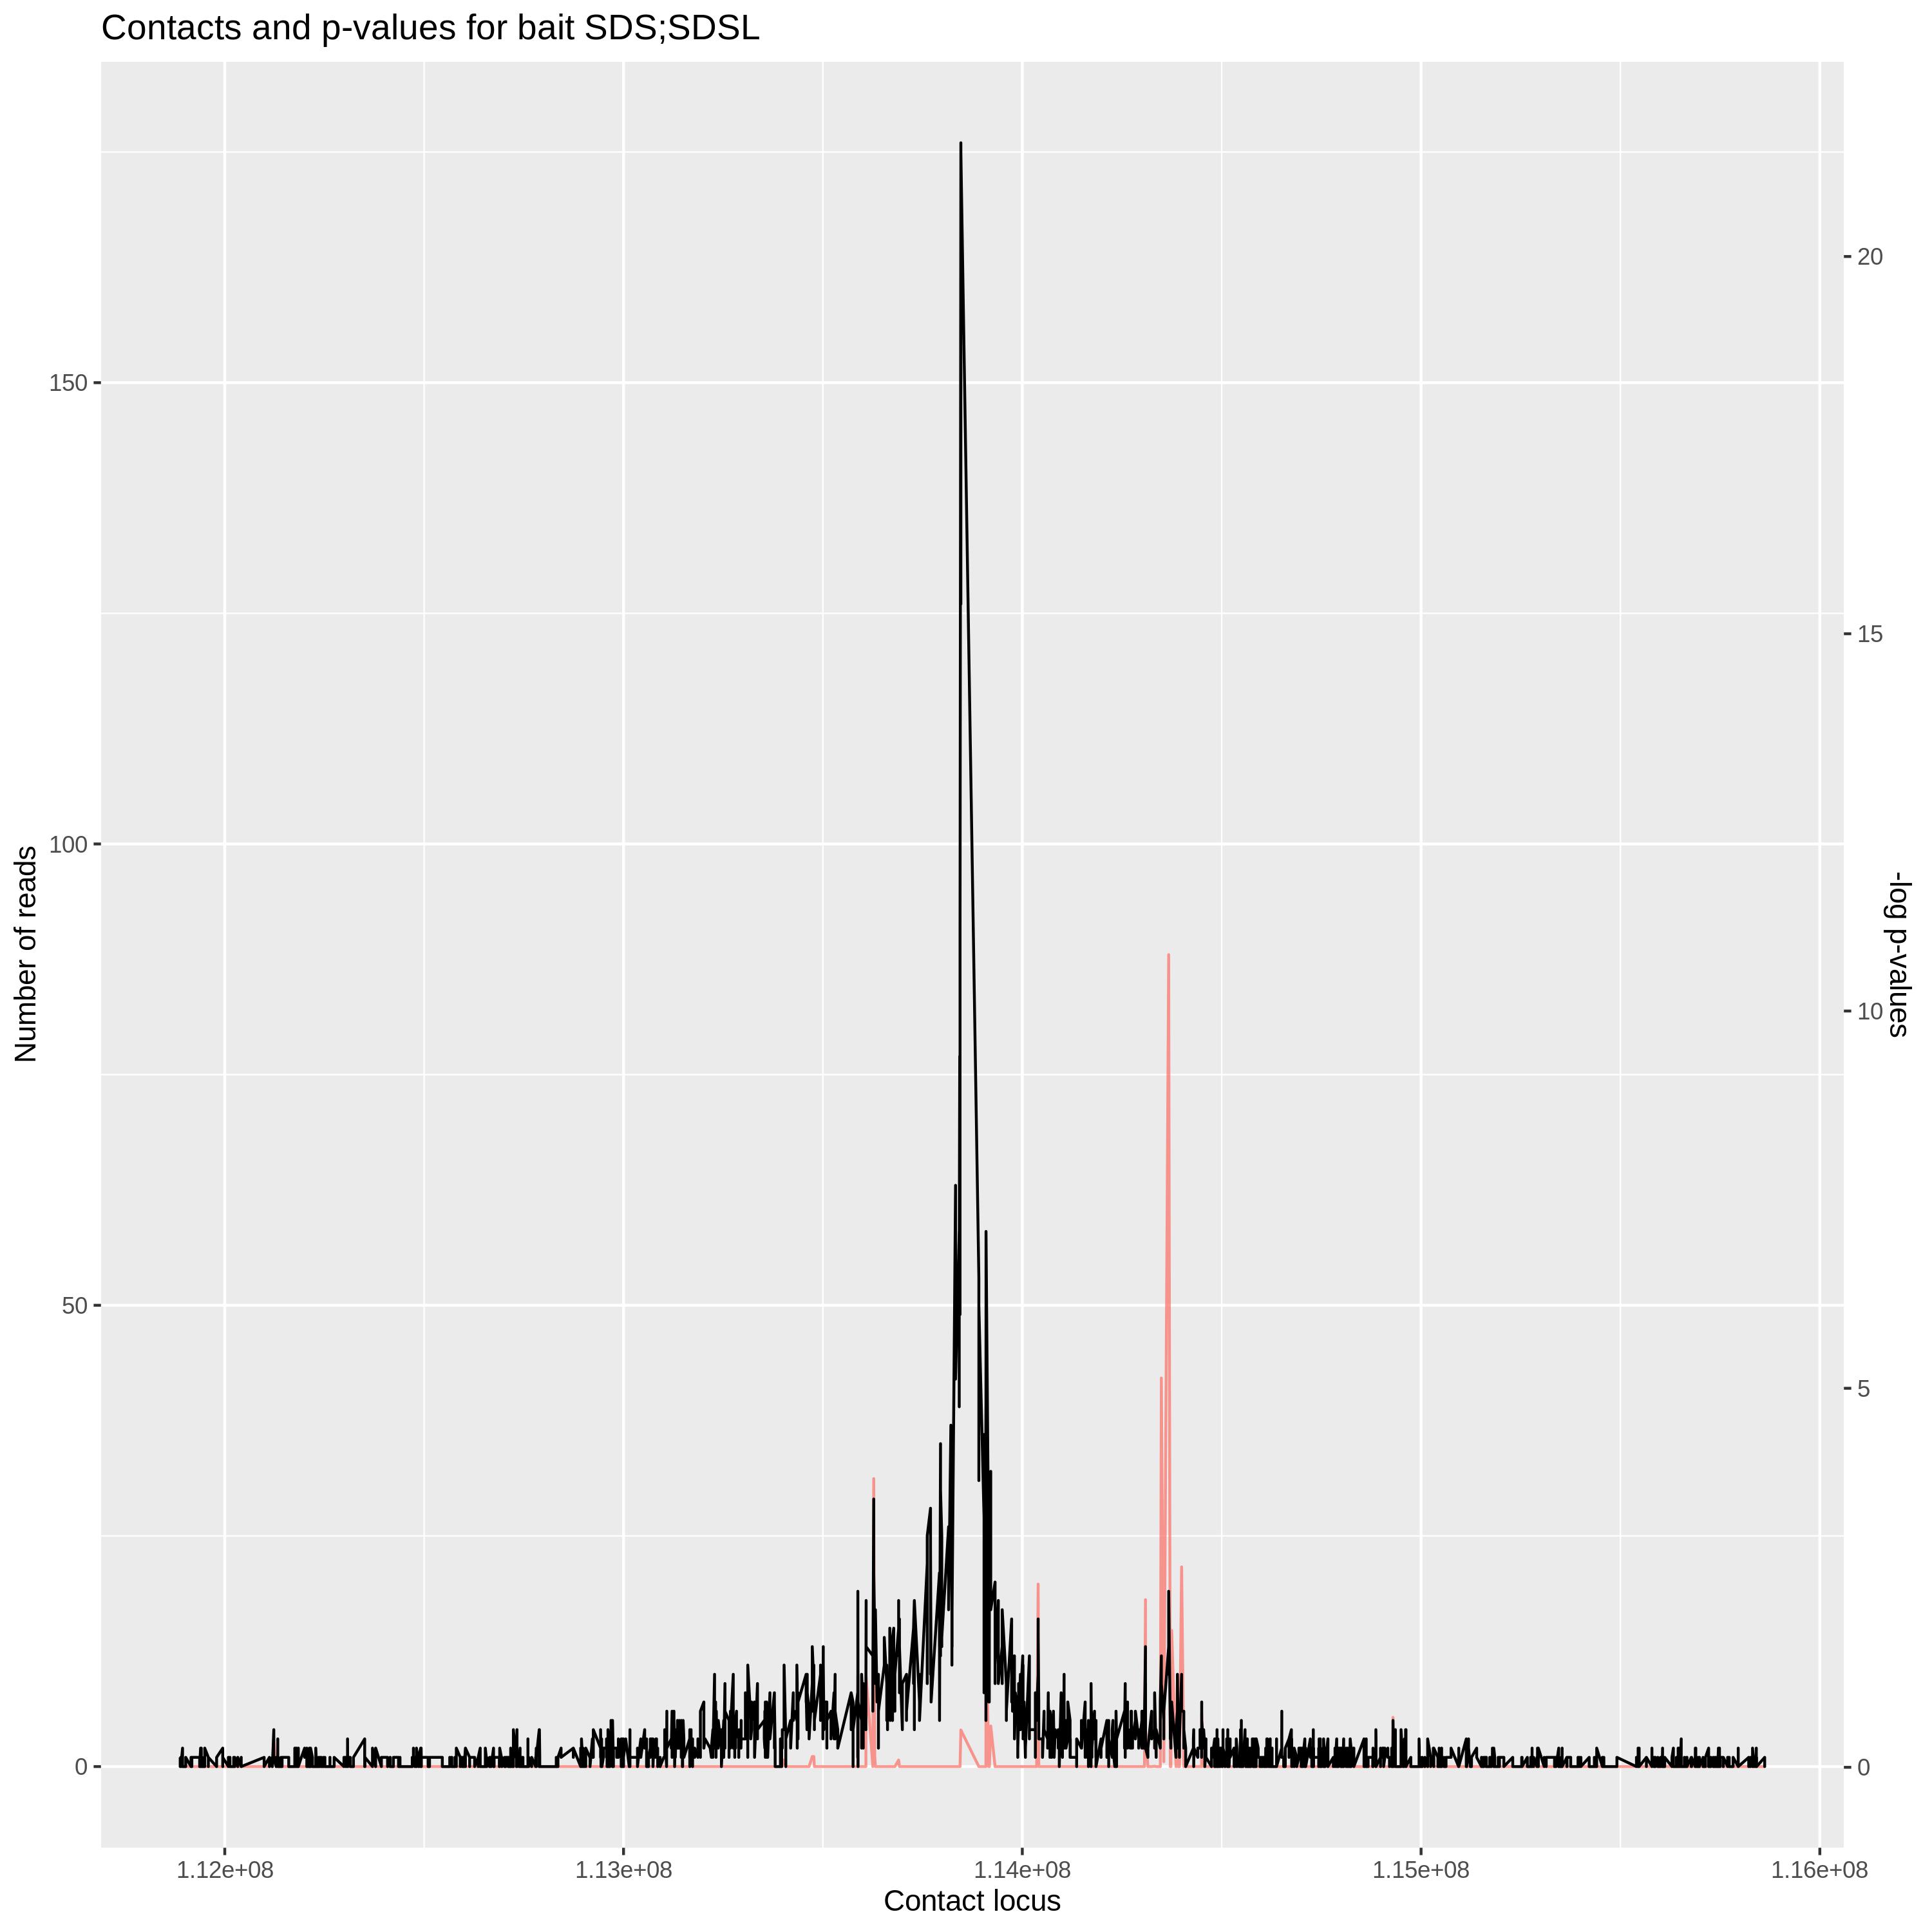 Contacts and p-values for bait SDS;SDSL
150
100
50
0
20
15
10
5
0
Number of reads
-log p-values
1.12e+08 1.13e+08 1.14e+08 1.15e+08 1.16e+08
Contact locus